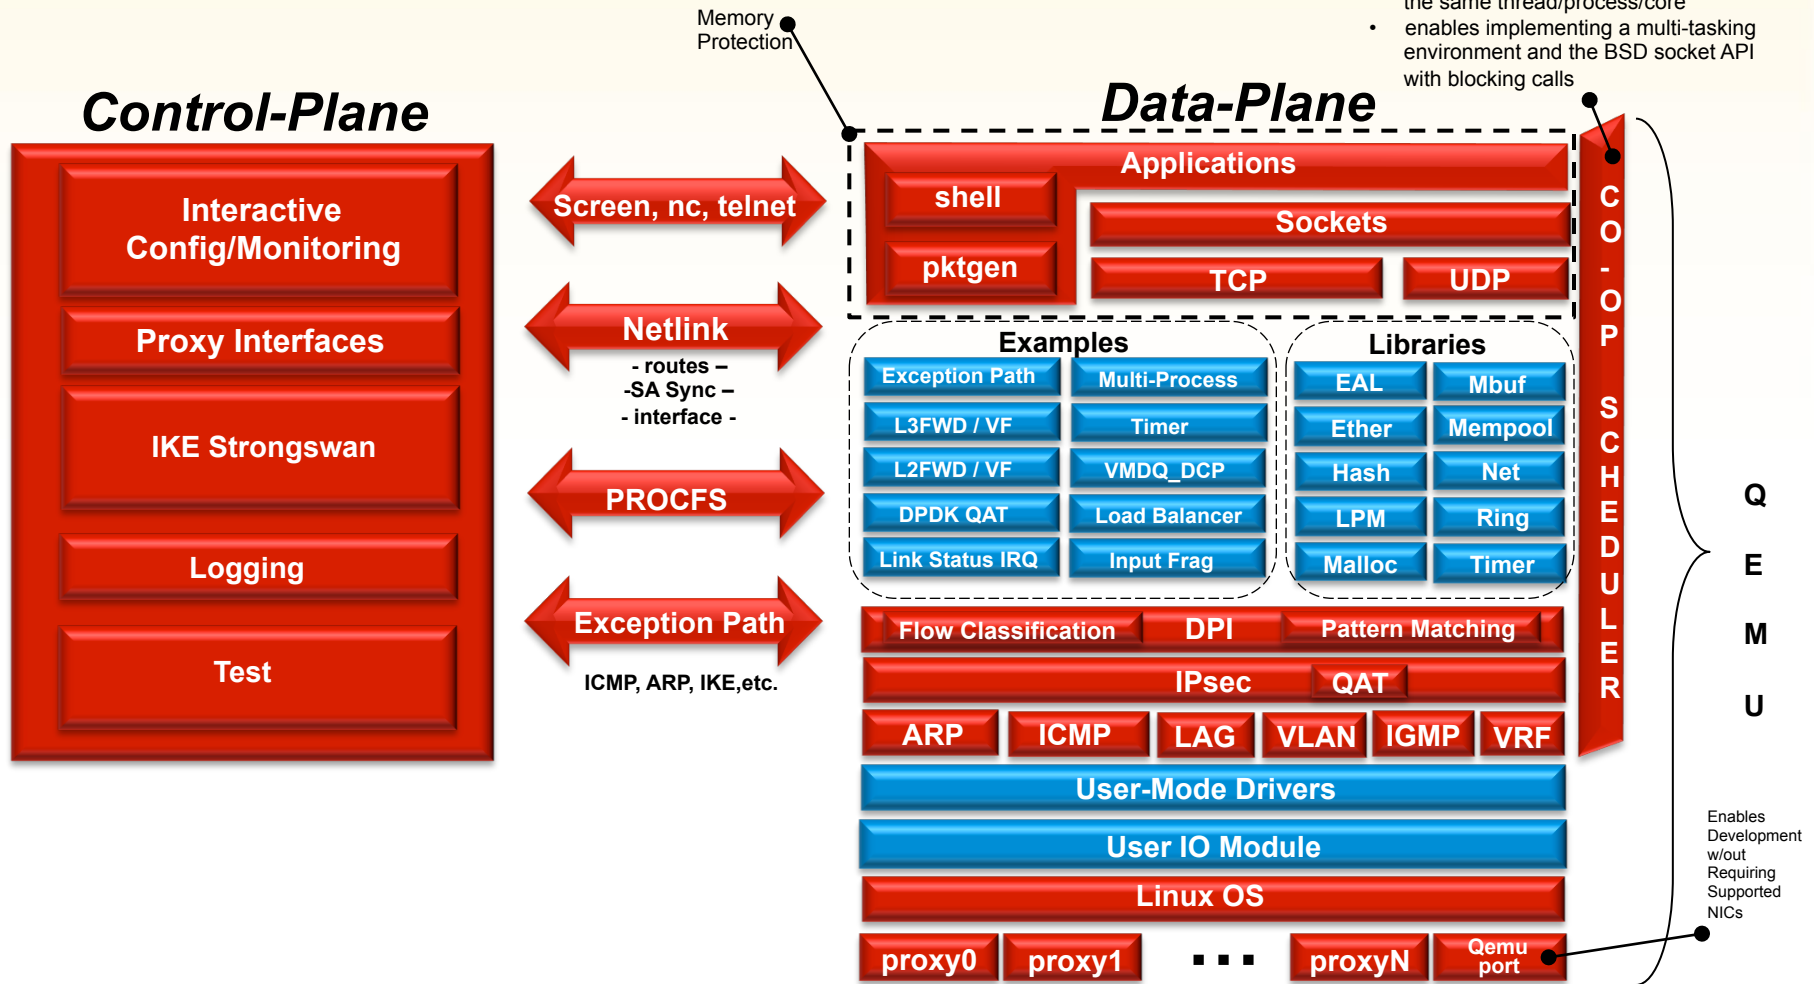 the same thread/process/core
• enables implementing a multi-tasking
environment and the BSD socket API
with blocking calls
Memory
Protection
Control-Plane
Data-Plane
Interactive
Config/Monitoring
Proxy Interfaces
IKE Strongswan
Logging
Test
Screen, nc, telnet
Netlink
- routes –
-SA Sync –
- interface -
PROCFS
Exception Path
ICMP, ARP, IKE,etc.
Applications
shell
pktgen
Sockets
TCP
UDP
Examples
Exception Path
Multi-Process
L3FWD / VF
Timer
L2FWD / VF
VMDQ_DCP
DPDK QAT
Load Balancer
Link Status IRQ
Input Frag
Libraries
EAL
Mbuf
Ether
Mempool
Hash
Net
LPM
Ring
Malloc
Timer
Flow Classification
DPI
Pattern Matching
IPsec
QAT
ARP
ICMP
LAG
VLAN
IGMP
VRF
User-Mode Drivers
User IO Module
Linux OS
proxy0
proxy1
...
proxyN
Qemu
port
CO-OP SCHEDULER
QEMU
Enables
Development
w/out
Requiring
Supported
NICs